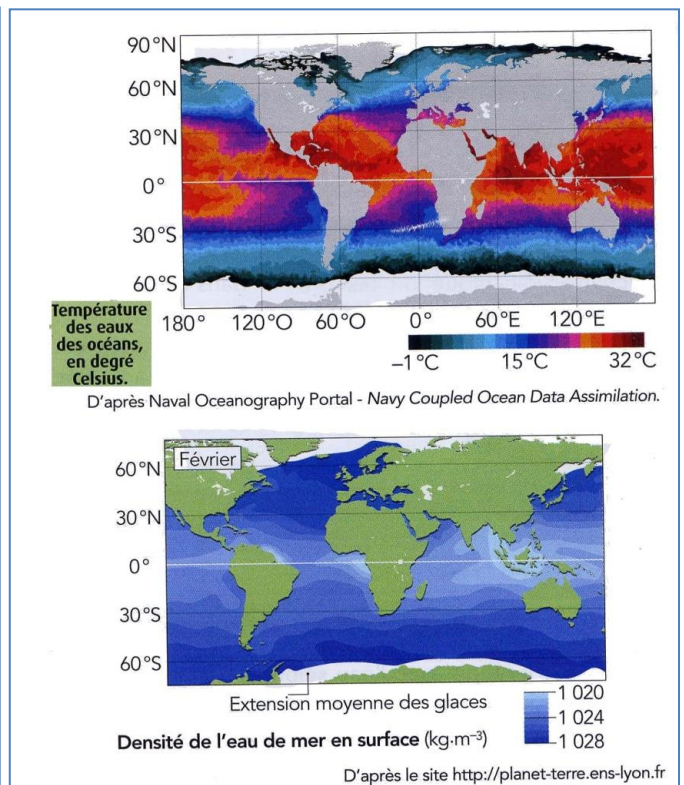 90°N
60°N
30°N
0°
30°S
60°S
180° 120°O 60°O 0° 60°E 120°E
Température
des eaux
des océans,
en degré
Celsius.
–1°C 15°C 32°C
D'après Naval Oceanography Portal - Navy Coupled Ocean Data Assimilation.
Février
60°N
30°N
0°
30°S
60°S
Extension moyenne des glaces
1 020
1 024
1 028
Densité de l'eau de mer en surface (kg·m–3)
D'après le site http://planet-terre.ens-lyon.fr